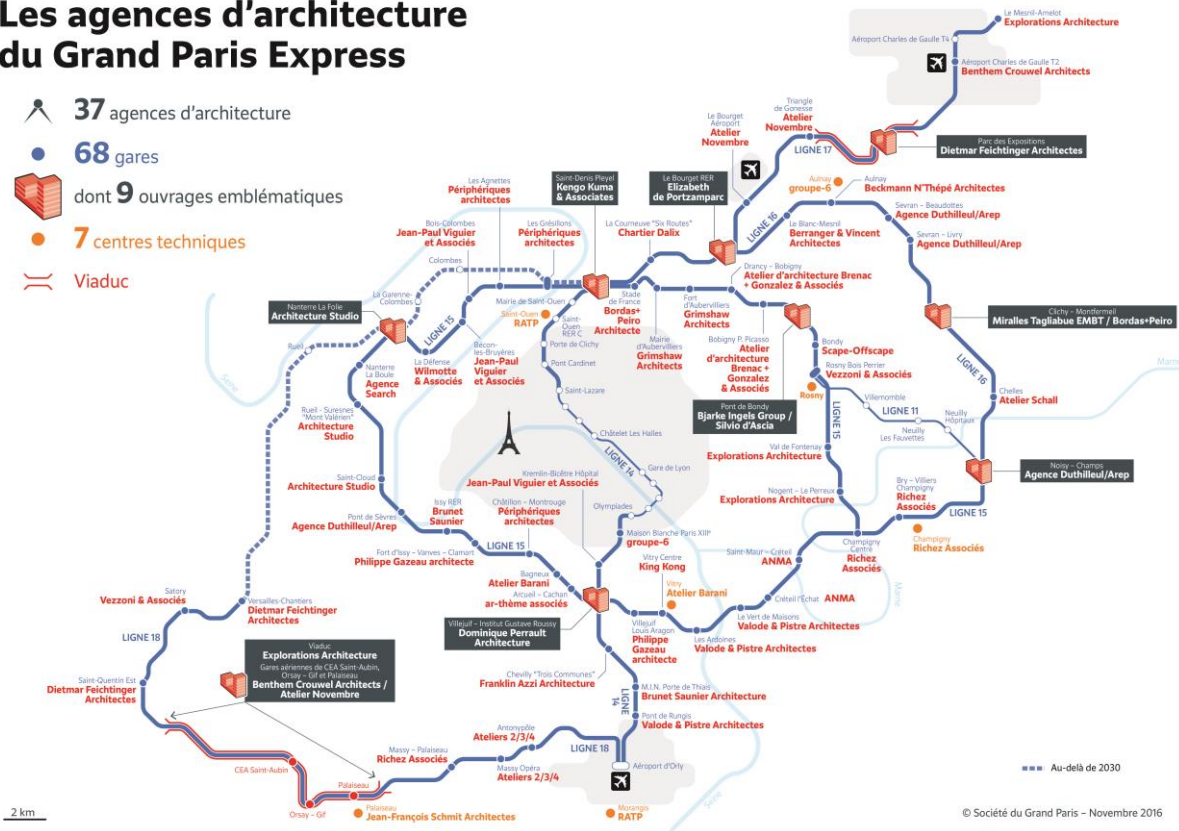 Les agences d'architecture
du Grand Paris Express
37 agences d'architecture
68 gares
dont 9 ouvrages emblématiques
7 centres techniques
Viaduc
Le Mesnil-Amelot
Explorations Architecture
Aéroport Charles de Gaulle T4
Aéroport Charles de Gaulle T2
Benthem Crouwel Architects
Triangle
de Gonesse
Atelier
Novembre
LIGNE 17
Le Bourget
Aéroport
Atelier
Novembre
Parc des Expositions
Dietmar Feichtinger Architectes
Saint-Denis Pleyel
Kengo Kuma
& Associates
Le Bourget RER
Elizabeth
de Portzamparc
Aulnay
groupe-6
Aulnay
Beckmann N'Thépé Architectes
Sevran – Beaudottes
Agence Duthilleul/Arep
Sevran – Livry
Agence Duthilleul/Arep
LIGNE 16
Le Blanc-Mesnil
Berranger & Vincent
Architectes
Les Agnettes
Périphériques
architectes
Bois-Colombes
Jean-Paul Viguier
et Associés
Les Grésillons
Périphériques
architectes
La Courneuve "Six Routes"
Chartier Dalix
Colombes
La Garenne-
Colombes
Drancy – Bobigny
Atelier d'architecture Brenac
+ Gonzalez & Associés
Nanterre La Folie
Architecture Studio
Rueil
LIGNE 15
Mairie de Saint-Ouen
Saint-Ouen
RATP
Saint-
Ouen
RER C
Stade
de France
Bordas+
Peiro
Architecte
Fort
d'Aubervilliers
Grimshaw
Architects
Mairie
d'Aubervilliers
Grimshaw
Architects
Bobigny P. Picasso
Atelier
d'architecture
Brenac +
Gonzalez
& Associés
Clichy – Montfermeil
Miralles Tagliabue EMBT / Bordas+Peiro
Bondy
Scape-Offscape
Rosny Bois Perrier
Vezzoni & Associés
Rosny
Pont de Bondy
Bjarke Ingels Group /
Silvio d'Ascia
LIGNE 16
Chelles
Atelier Schall
Marne
Villemomble
LIGNE 11
Neuilly
Les Fauvettes
Neuilly
Hôpitaux
Nanterre
La Boule
Agence
Search
La Défense
Wilmotte
& Associés
Bécon-
les-Bruyères
Jean-Paul
Viguier
et Associés
Porte de Clichy
Pont Cardinet
Saint-Lazare
Châtelet Les Halles
LIGNE 14
Gare de Lyon
Olympiades
Seine
Rueil - Suresnes
"Mont Valérien"
Architecture
Studio
LIGNE 15
Val de Fontenay
Explorations Architecture
Noisy – Champs
Agence Duthilleul/Arep
Saint-Cloud
Architecture Studio
Kremlin-Bicêtre Hôpital
Jean-Paul Viguier et Associés
Nogent – Le Perreux
Explorations Architecture
Bry – Villiers
Champigny
Richez
Associés
LIGNE 15
Pont de Sèvres
Agence Duthilleul/Arep
Issy RER
Brunet
Saunier
Châtillon – Montrouge
Périphériques
architectes
Maison Blanche Paris XIIIᵉ
groupe-6
Champigny
Richez Associés
Champigny
Centre
Richez
Associés
Fort d'Issy – Vanves – Clamart
Philippe Gazeau architecte
LIGNE 15
Vitry Centre
King Kong
Saint-Maur – Créteil
ANMA
Bagneux
Atelier Barani
Arcueil – Cachan
ar-thème associés
Vitry
Atelier Barani
Créteil l'Échat ANMA
Marne
Villejuif – Institut Gustave Roussy
Dominique Perrault
Architecture
Villejuif
Louis Aragon
Philippe
Gazeau
architecte
Le Vert de Maisons
Valode & Pistre Architectes
Les Ardoines
Valode & Pistre Architectes
Satory
Vezzoni & Associés
Versailles-Chantiers
Dietmar Feichtinger
Architectes
LIGNE 18
Viaduc
Explorations Architecture
Gares aériennes de CEA Saint-Aubin,
Orsay – Gif et Palaiseau
Benthem Crouwel Architects /
Atelier Novembre
Saint-Quentin Est
Dietmar Feichtinger
Architectes
Chevilly "Trois Communes"
Franklin Azzi Architecture
M.I.N. Porte de Thiais
Brunet Saunier Architecture
LIGNE
14
Pont de Rungis
Valode & Pistre Architectes
Antonypôle
Ateliers 2/3/4
LIGNE 18
Massy – Palaiseau
Richez Associés
Massy Opéra
Ateliers 2/3/4
Aéroport d'Orly
CEA Saint-Aubin
Palaiseau
Orsay – Gif
Palaiseau
Jean-François Schmit Architectes
Morangis
RATP
Seine
Au-delà de 2030
2 km
© Société du Grand Paris – Novembre 2016